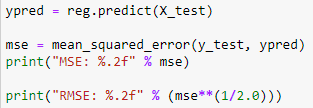 ypred = reg.predict(X_test)
mse = mean_squared_error(y_test, ypred)
print("MSE: %.2f" % mse)
print("RMSE: %.2f" % (mse**(1/2.0)))